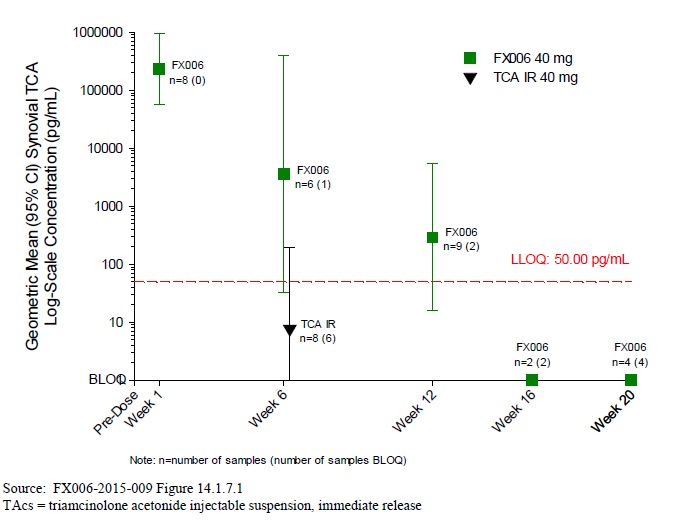 Geometric Mean (95% CI) Synovial TCA
Log-Scale Concentration (pg/mL)
1000000
100000
10000
1000
100
10
BLOQ
1
FX006 40 mg
TCA IR 40 mg
FX006
n=8 (0)
FX006
n=6 (1)
FX006
n=9 (2)
LLOQ: 50.00 pg/mL
TCA IR
n=8 (6)
FX006
n=2 (2)
FX006
n=4 (4)
Pre-Dose
Week 1
Week 6
Week 12
Week 16
Week 20
Note: n=number of samples (number of samples BLOQ)
Source: FX006-2015-009 Figure 14.1.7.1
TAcs = triamcinolone acetonide injectable suspension, immediate release